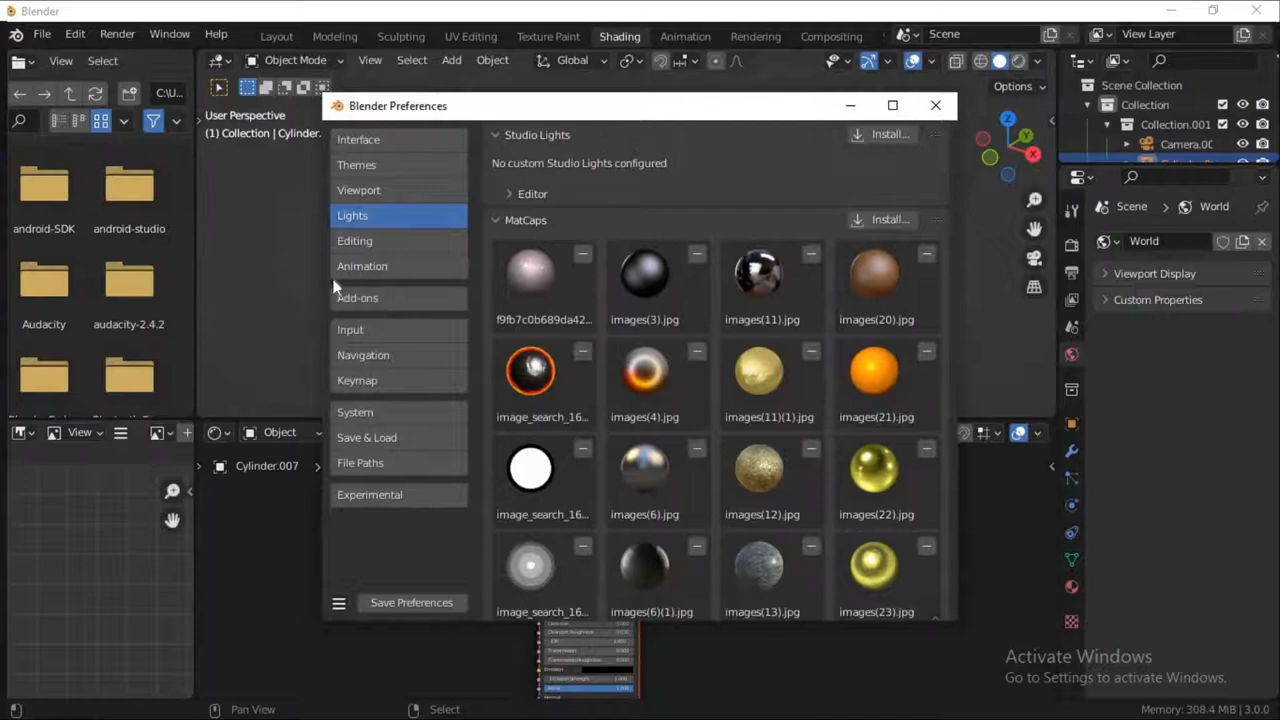 Blender
File Edit Render Window Help
Layout Modeling Sculpting UV Editing Texture Paint Shading Animation Rendering Compositing
Scene
View Layer
View Select
Object Mode
View Select Add Object
Global
Options
C:\U...
User Perspective
(1) Collection | Cylinder.
android-SDK
android-studio
Audacity
audacity-2.4.2
Blender Preferences
Interface
Themes
Viewport
Lights
Editing
Animation
Add-ons
Input
Navigation
Keymap
System
Save & Load
File Paths
Experimental
Save Preferences
Studio Lights
Install...
No custom Studio Lights configured
Editor
MatCaps
Install...
f9fb7c0b689da42...
images(3).jpg
images(11).jpg
images(20).jpg
image_search_16...
images(4).jpg
images(11)(1).jpg
images(21).jpg
image_search_16...
images(6).jpg
images(12).jpg
images(22).jpg
image_search_16...
images(6)(1).jpg
images(13).jpg
images(23).jpg
Z
Y
X
Scene Collection
Collection
Collection.001
Camera.00
Scene
World
World
Viewport Display
Custom Properties
View
Object
Cylinder.007
Transmission
Emission
Alpha
Activate Windows
Go to Settings to activate Windows.
Pan View
Select
Memory: 308.4 MiB | 3.0.0